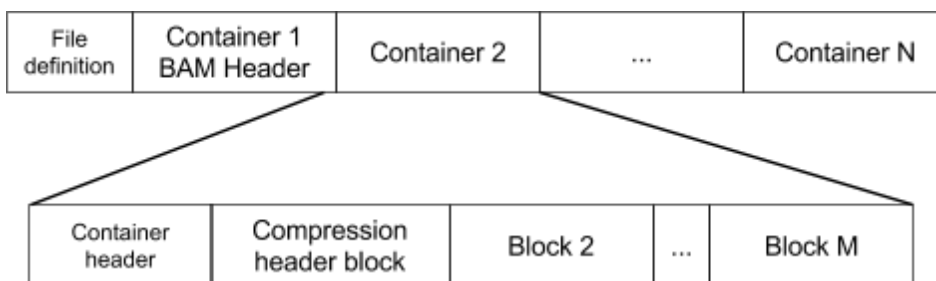 File
definition
Container 1
BAM Header
Container 2
...
Container N
Container
header
Compression
header block
Block 2
...
Block M